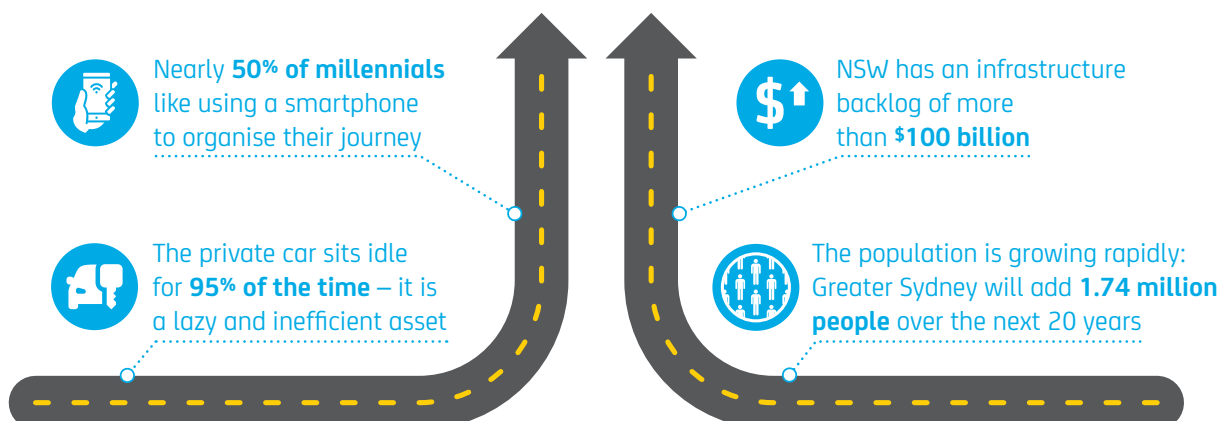 Nearly 50% of millennials
like using a smartphone
to organise their journey
The private car sits idle
for 95% of the time – it is
a lazy and inefficient asset
$
NSW has an infrastructure
backlog of more
than $100 billion
The population is growing rapidly:
Greater Sydney will add 1.74 million
people over the next 20 years